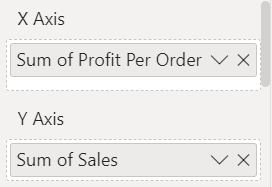 X Axis
Sum of Profit Per Order
Y Axis
Sum of Sales